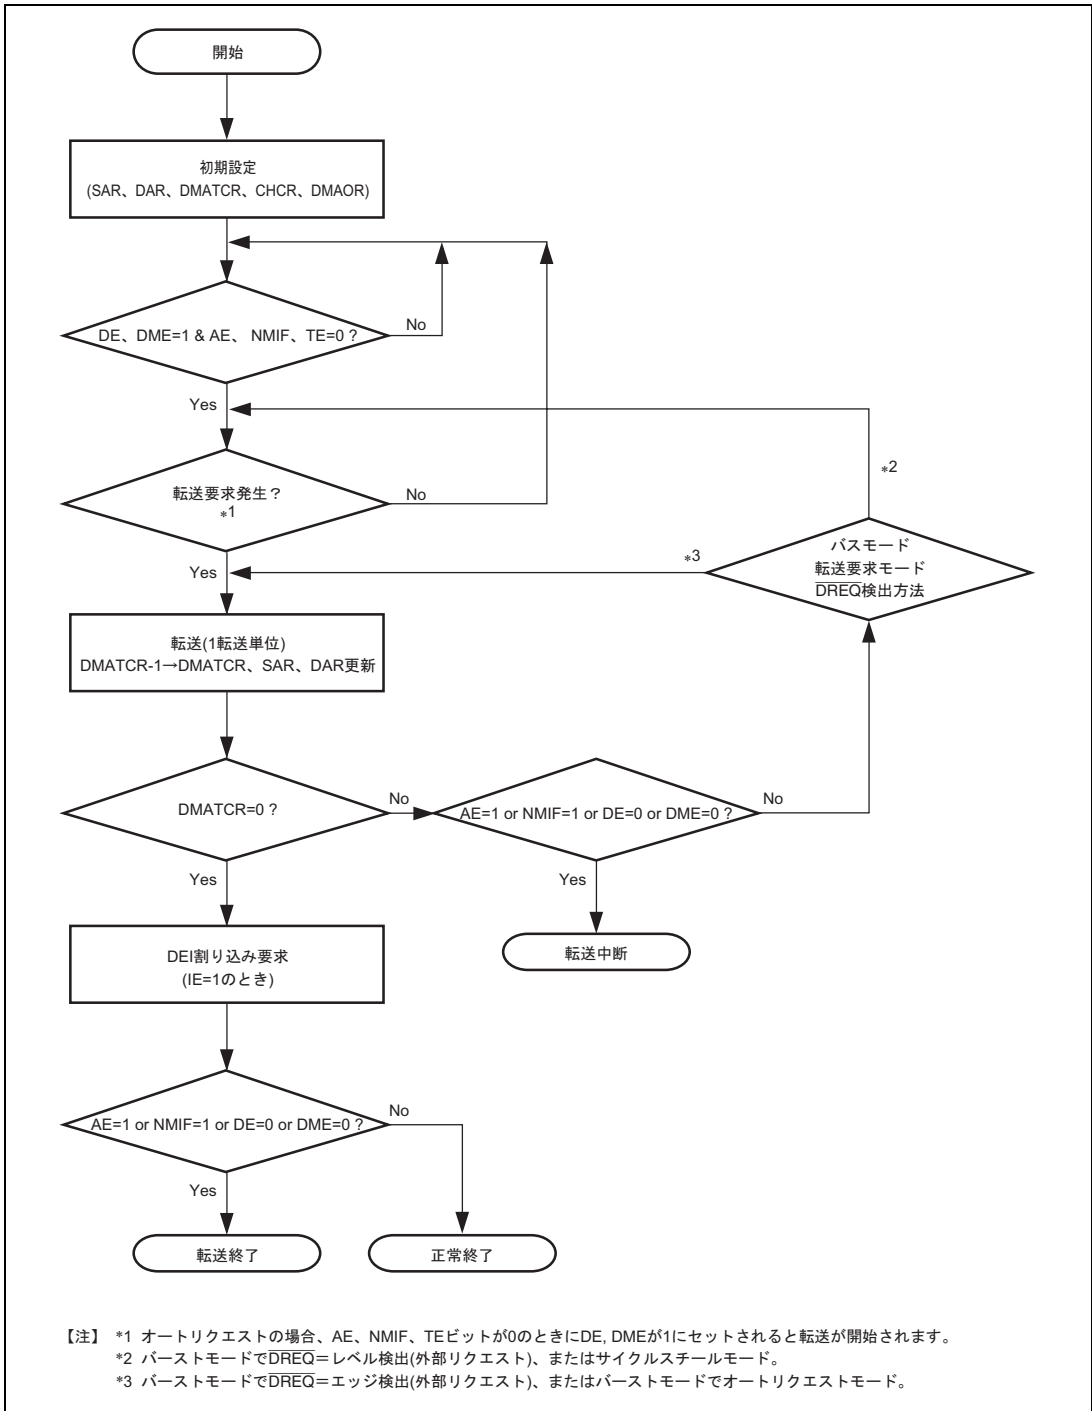 開始
初期設定
(SAR、DAR、DMATCR、CHCR、DMAOR)
DE、DME=1 & AE、 NMIF、TE=0 ?
No
Yes
転送要求発生？
*1
No
*2
バスモード
転送要求モード
DREQ検出方法
*3
Yes
転送(1転送単位)
DMATCR-1→DMATCR、SAR、DAR更新
DMATCR=0 ?
No
AE=1 or NMIF=1 or DE=0 or DME=0 ?
No
Yes
Yes
DEI割り込み要求
(IE=1のとき)
転送中断
AE=1 or NMIF=1 or DE=0 or DME=0 ?
No
Yes
転送終了
正常終了
【注】 *1 オートリクエストの場合、AE、NMIF、TEビットが0のときにDE, DMEが1にセットされると転送が開始されます。
*2 バーストモードでDREQ＝レベル検出(外部リクエスト)、またはサイクルスチールモード。
*3 バーストモードでDREQ＝エッジ検出(外部リクエスト)、またはバーストモードでオートリクエストモード。